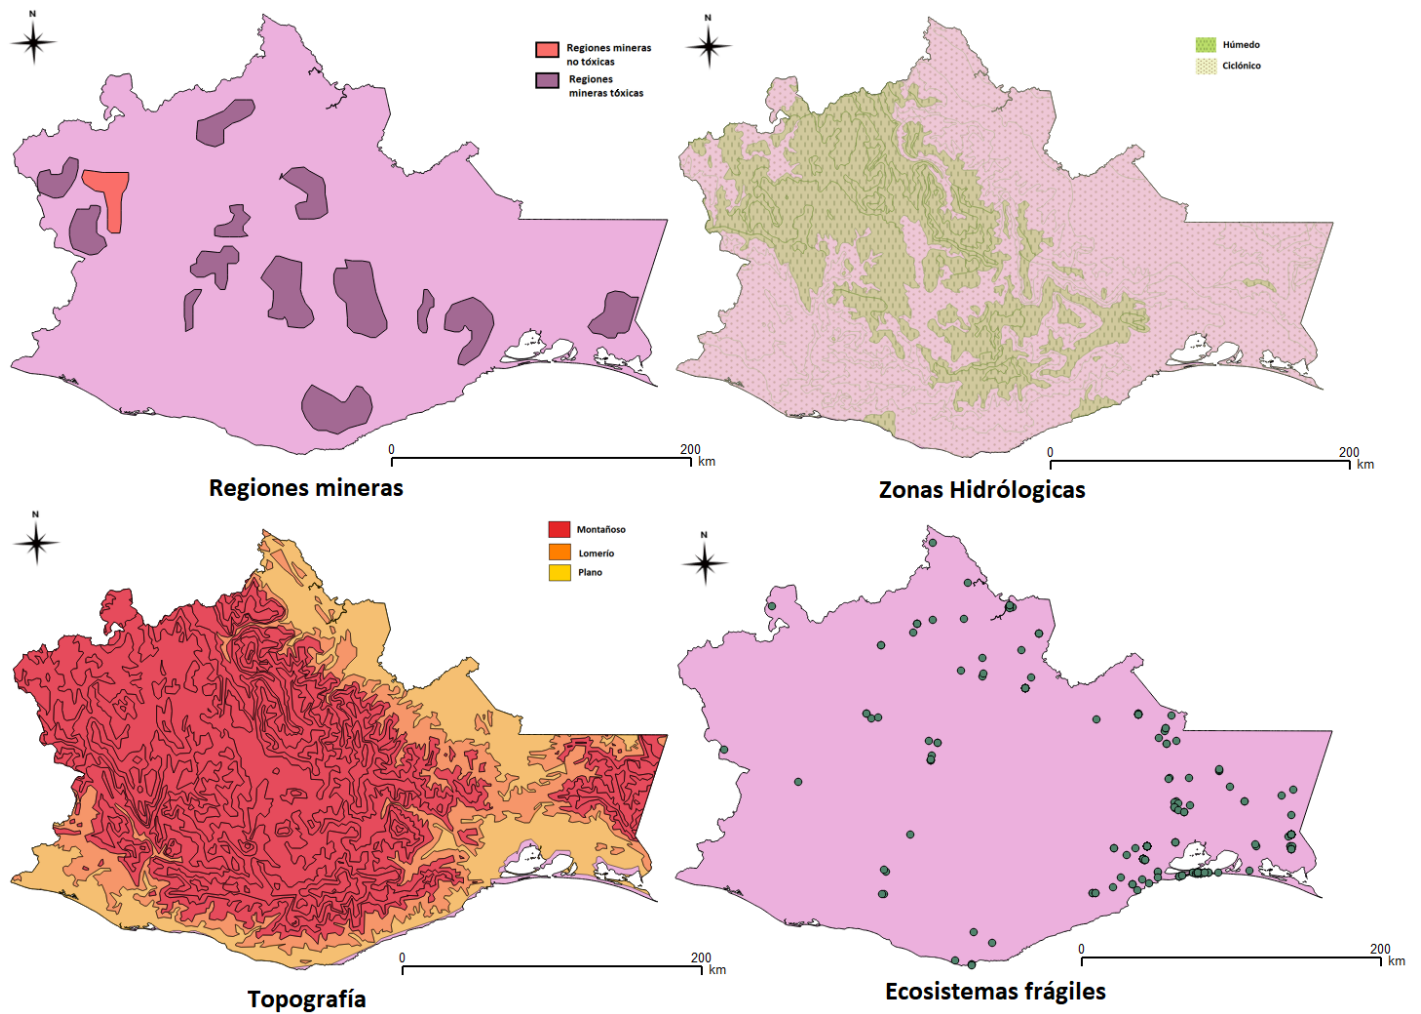 N
Regiones mineras
no tóxicas
Regiones
mineras tóxicas
0
200
km
Regiones mineras
N
Húmedo
Ciclónico
0
200
km
Zonas Hidrólogicas
N
Montañoso
Lomerío
Plano
0
200
km
Topografía
N
0
200
km
Ecosistemas frágiles